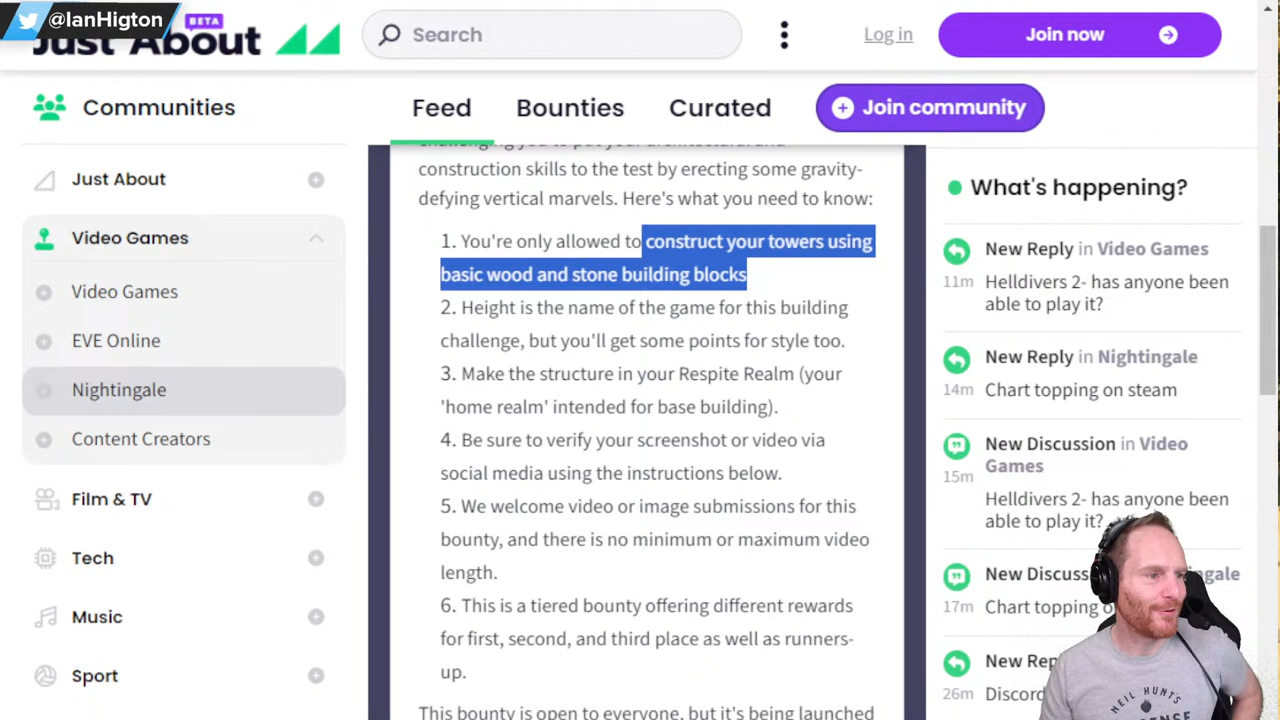 @IanHigton
BETA
Just About
Search
Log in
Join now
Communities
Feed
Bounties
Curated
Join community
Just About
Video Games
Video Games
EVE Online
Nightingale
Content Creators
Film & TV
Tech
Music
Sport
construction skills to the test by erecting some gravity-
defying vertical marvels. Here's what you need to know:
1. You're only allowed to construct your towers using
basic wood and stone building blocks
2. Height is the name of the game for this building
challenge, but you'll get some points for style too.
3. Make the structure in your Respite Realm (your
'home realm' intended for base building).
4. Be sure to verify your screenshot or video via
social media using the instructions below.
5. We welcome video or image submissions for this
bounty, and there is no minimum or maximum video
length.
6. This is a tiered bounty offering different rewards
for first, second, and third place as well as runners-
up.
This bounty is open to everyone, but it's being launched
What's happening?
New Reply in Video Games
11m
Helldivers 2- has anyone been
able to play it?
New Reply in Nightingale
14m
Chart topping on steam
New Discussion in Video
Games
15m
Helldivers 2- has anyone been
able to play it?
New
17m
Chart topping
New
26m
NEIL HUNT'S